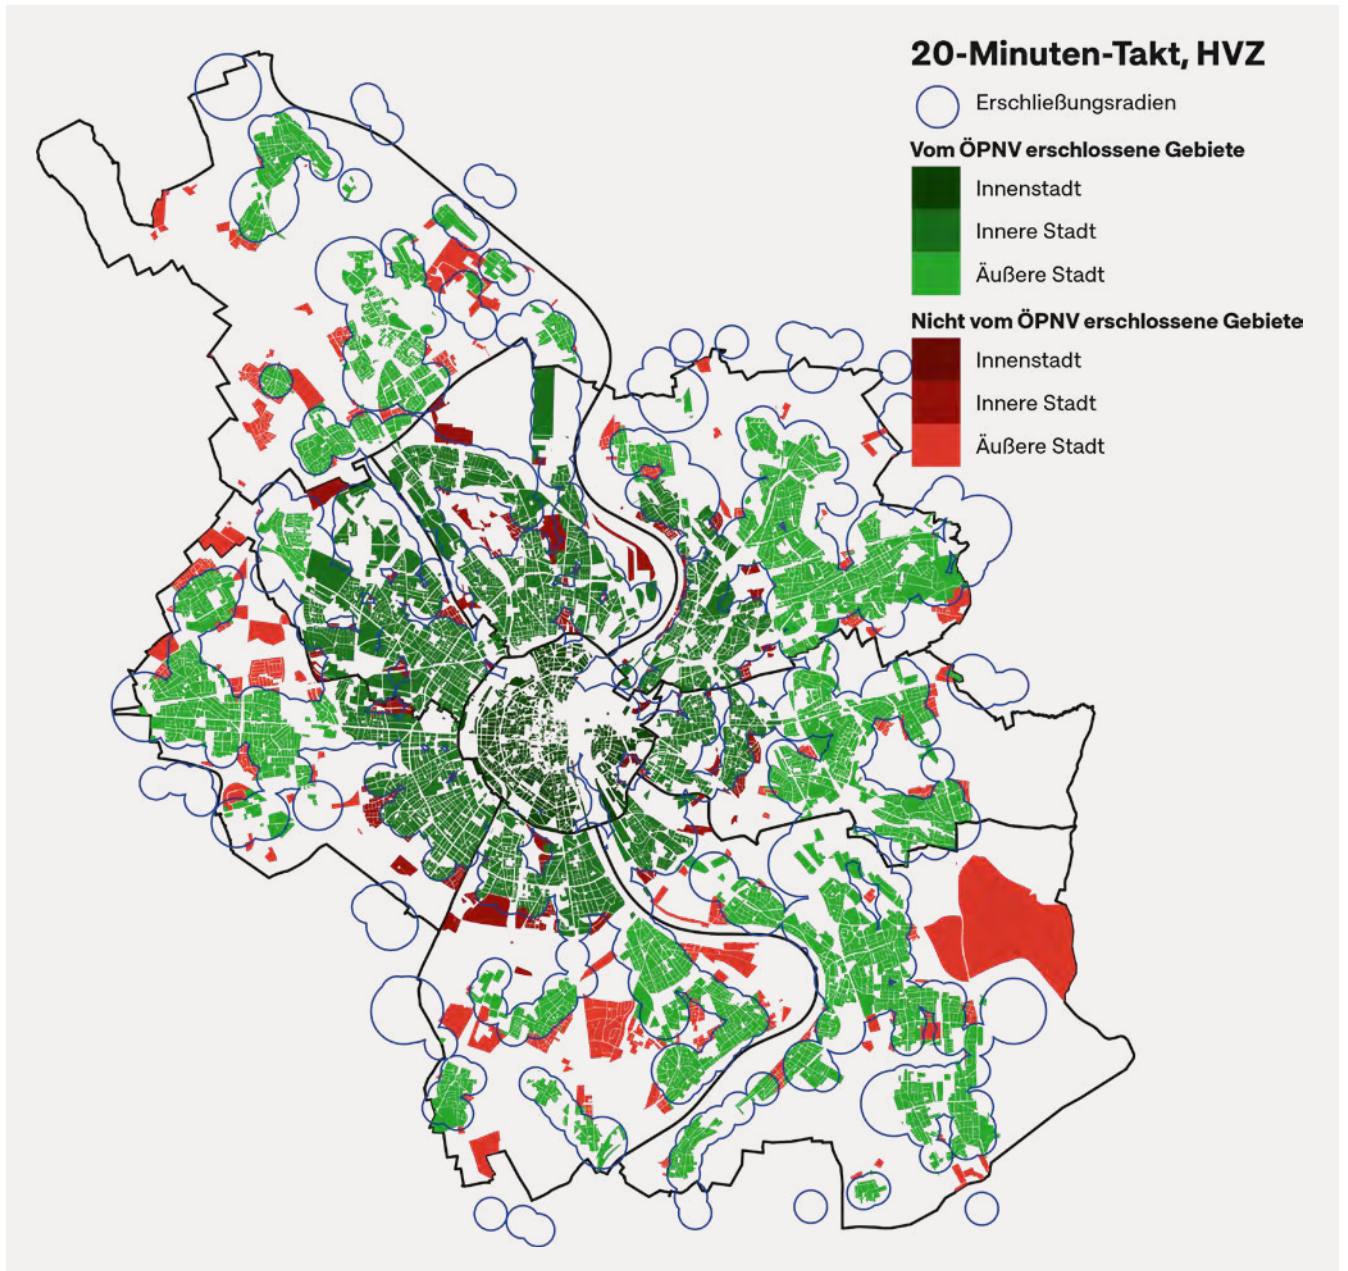 20-Minuten-Takt, HVZ
Erschließungsradien
Vom ÖPNV erschlossene Gebiete
Innenstadt
Innere Stadt
Äußere Stadt
Nicht vom ÖPNV erschlossene Gebiete
Innenstadt
Innere Stadt
Äußere Stadt